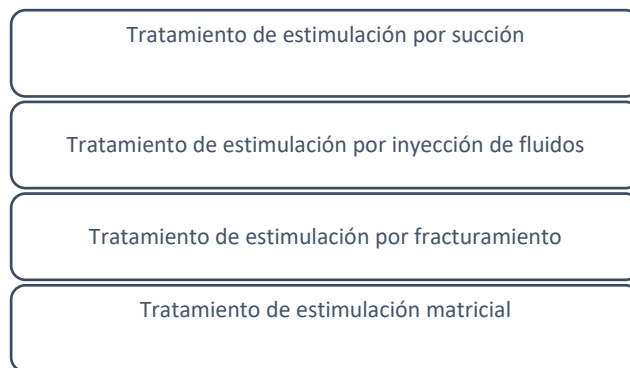 Tratamiento de estimulación por succión
Tratamiento de estimulación por inyección de fluidos
Tratamiento de estimulación por fracturamiento
Tratamiento de estimulación matricial